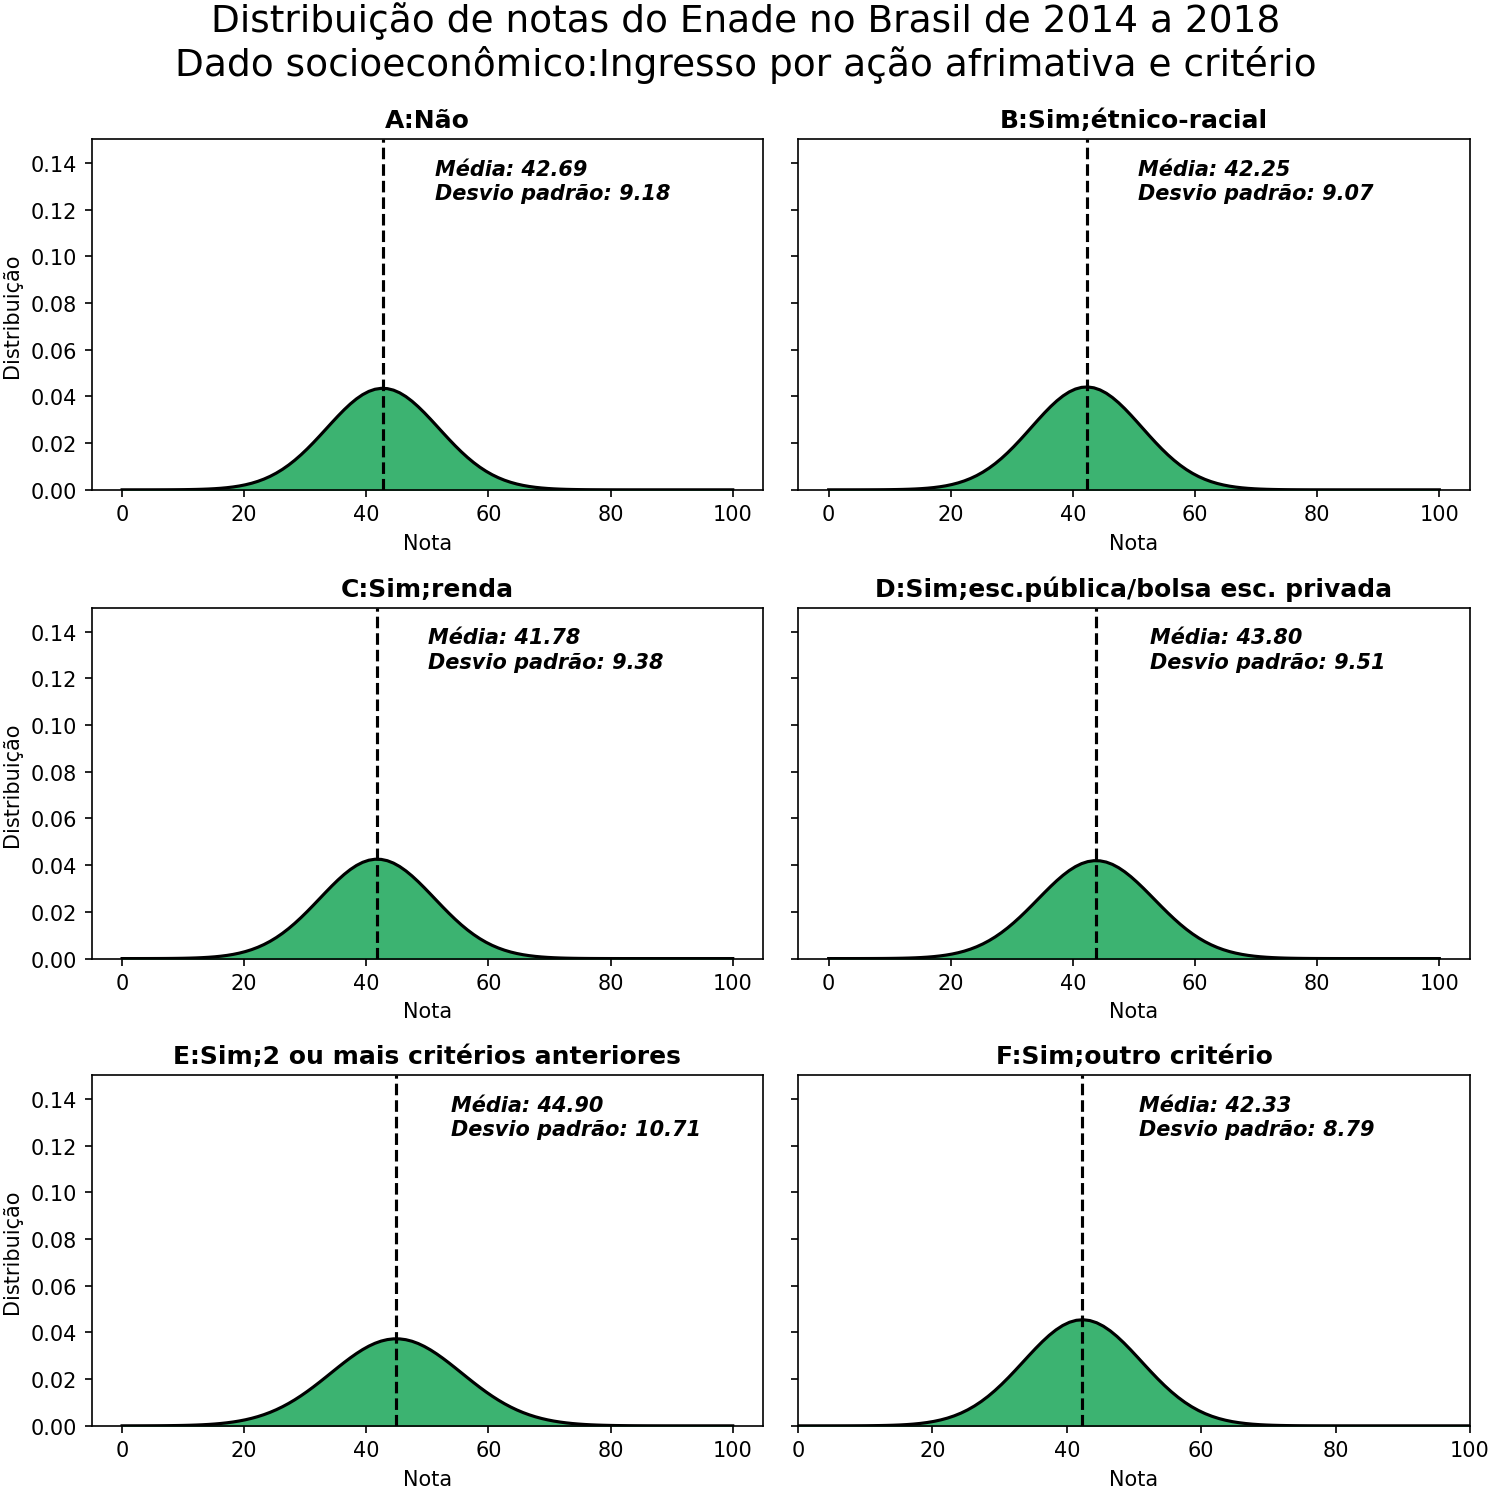 Distribuição de notas do Enade no Brasil de 2014 a 2018
Dado socioeconômico:Ingresso por ação afrimativa e critério
A:Não
Média: 42.69
Desvio padrão: 9.18
Distribuição
0.14
0.12
0.10
0.08
0.06
0.04
0.02
0.00
0 20 40 60 80 100
Nota
B:Sim;étnico-racial
Média: 42.25
Desvio padrão: 9.07
0 20 40 60 80 100
Nota
C:Sim;renda
Média: 41.78
Desvio padrão: 9.38
Distribuição
0.14
0.12
0.10
0.08
0.06
0.04
0.02
0.00
0 20 40 60 80 100
Nota
D:Sim;esc.pública/bolsa esc. privada
Média: 43.80
Desvio padrão: 9.51
0 20 40 60 80 100
Nota
E:Sim;2 ou mais critérios anteriores
Média: 44.90
Desvio padrão: 10.71
Distribuição
0.14
0.12
0.10
0.08
0.06
0.04
0.02
0.00
0 20 40 60 80 100
Nota
F:Sim;outro critério
Média: 42.33
Desvio padrão: 8.79
0 20 40 60 80 100
Nota